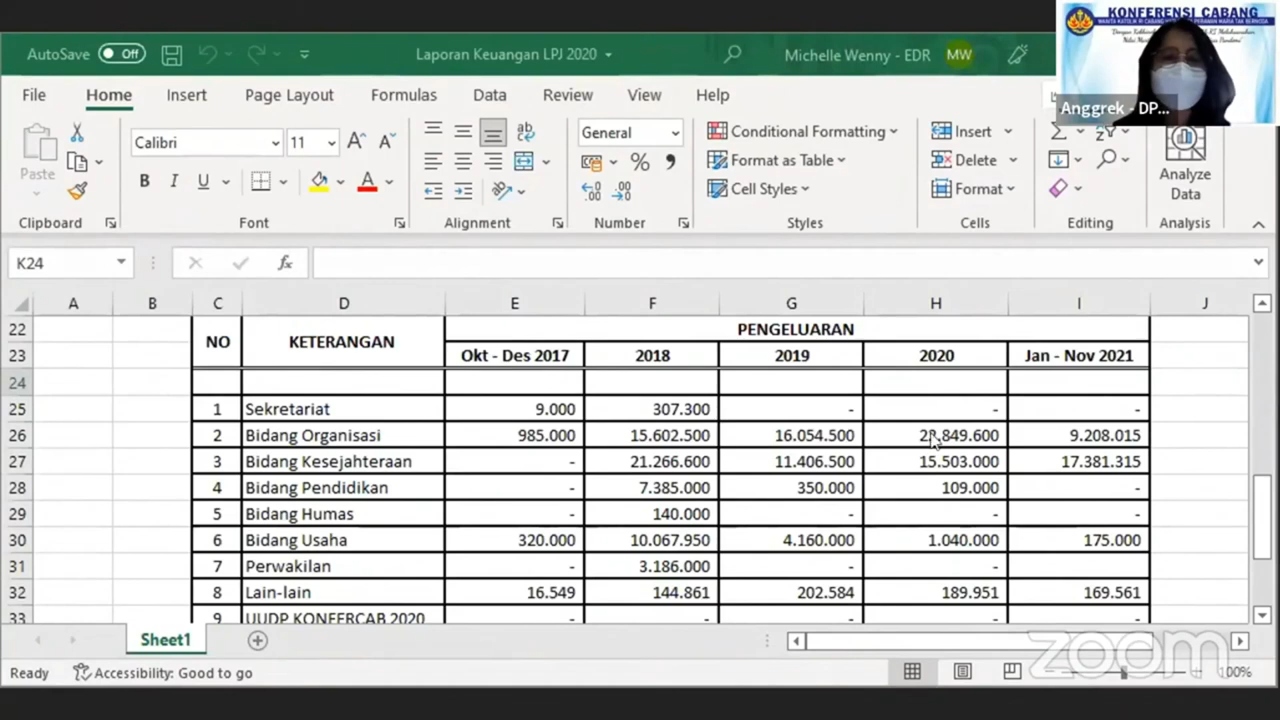 KONFERENSI CABANG
AutoSave Off
Laporan Keuangan LPJ 2020
Michelle Wenny - EDR MW
Anggrek - DP...
File Home Insert Page Layout Formulas Data Review View Help
Calibri 11 General
Conditional Formatting
Format as Table
Cell Styles
Insert
Delete
Format
Paste
Analyze
Data
Clipboard Font Alignment Number Styles Cells Editing Analysis
K24 fx
A B C D E F G H I J
22 NO KETERANGAN PENGELUARAN
23 Okt - Des 2017 2018 2019 2020 Jan - Nov 2021
24
25 1 Sekretariat 9.000 307.300 - - -
26 2 Bidang Organisasi 985.000 15.602.500 16.054.500 9.208.015
27 3 Bidang Kesejahteraan - 21.266.600 11.406.500 15.503.000 17.381.315
28 4 Bidang Pendidikan - 7.385.000 350.000 109.000 -
29 5 Bidang Humas - 140.000 - - -
30 6 Bidang Usaha 320.000 10.067.950 4.160.000 1.040.000 175.000
31 7 Perwakilan - 3.186.000 - -
32 8 Lain-lain 16.549 144.861 202.584 189.951 169.561
33 9 UUDP KONFERCAB 2020 - - - - -
Sheet1
zoom
Ready Accessibility: Good to go 100%